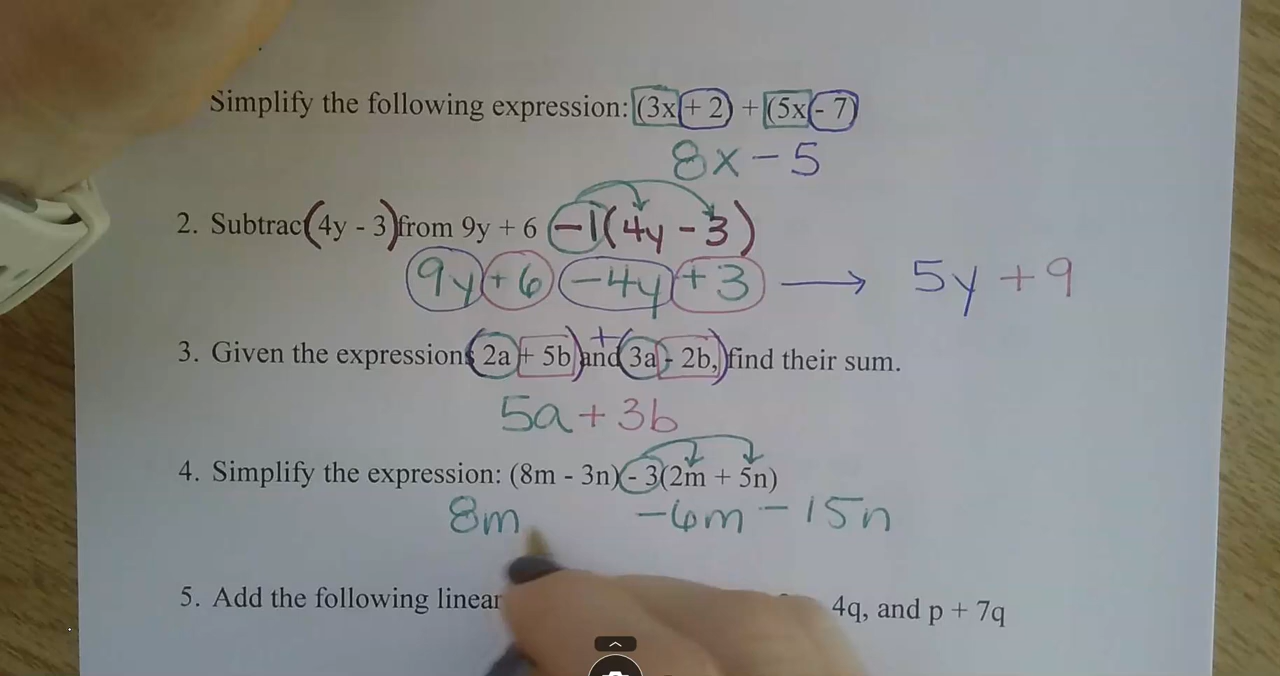 Simplify the following expression: (3x + 2) + (5x - 7)
8x - 5
2. Subtract (4y - 3) from 9y + 6 -1(4y - 3)
9y + 6 - 4y + 3 → 5y + 9
3. Given the expressions (2a + 5b) and + (3a - 2b,) find their sum.
5a + 3b
4. Simplify the expression: (8m - 3n) - 3(2m + 5n)
8m - 6m - 15n
5. Add the following linear 4q, and p + 7q